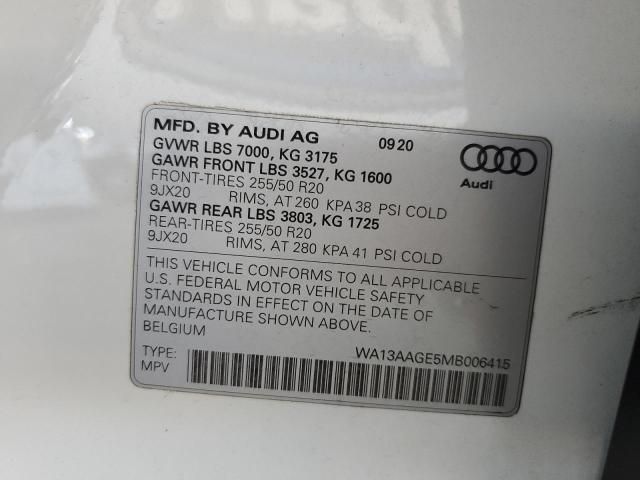 MFD. BY AUDI AG 09 20
GVWR LBS 7000, KG 3175
GAWR FRONT LBS 3527, KG 1600
FRONT-TIRES 255/50 R20
9JX20 RIMS, AT 260 KPA 38 PSI COLD
GAWR REAR LBS 3803, KG 1725
REAR-TIRES 255/50 R20
9JX20 RIMS, AT 280 KPA 41 PSI COLD
Audi
THIS VEHICLE CONFORMS TO ALL APPLICABLE
U.S. FEDERAL MOTOR VEHICLE SAFETY
STANDARDS IN EFFECT ON THE DATE OF
MANUFACTURE SHOWN ABOVE.
BELGIUM
TYPE: WA13AAGE5MB006415
MPV